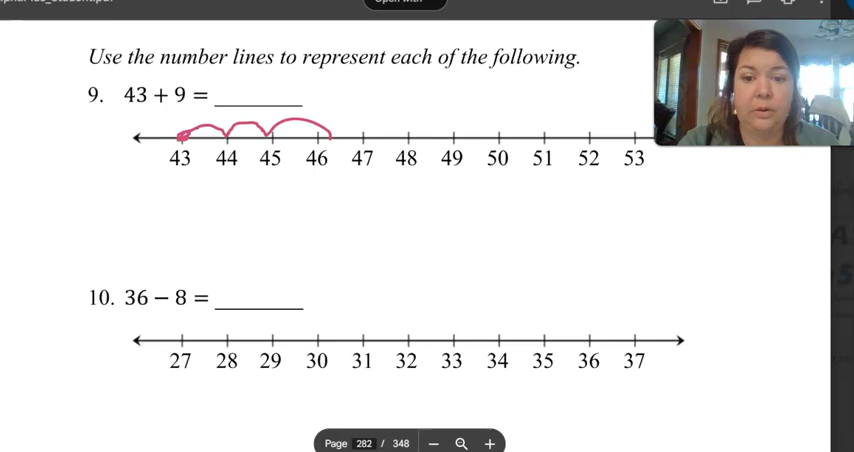 Use the number lines to represent each of the following.
9. 43 + 9 = ________
43 44 45 46 47 48 49 50 51 52 53
10. 36 − 8 = ________
27 28 29 30 31 32 33 34 35 36 37
Page 282 / 348